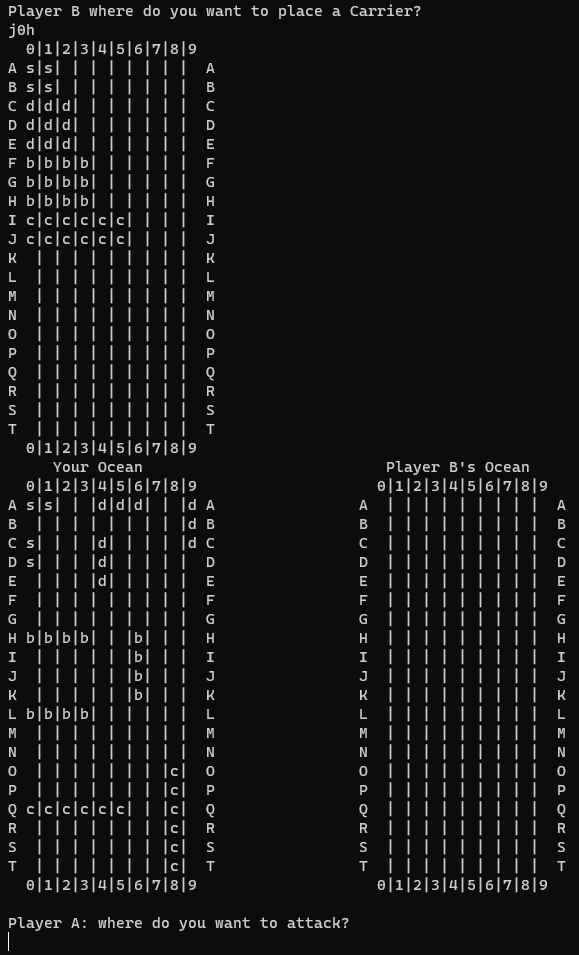 Player B where do you want to place a Carrier?
j0h
  0|1|2|3|4|5|6|7|8|9
A s|s| | | | | | | |  A
B s|s| | | | | | | |  B
C d|d|d| | | | | | |  C
D d|d|d| | | | | | |  D
E d|d|d| | | | | | |  E
F b|b|b|b| | | | | |  F
G b|b|b|b| | | | | |  G
H b|b|b|b| | | | | |  H
I c|c|c|c|c|c| | | |  I
J c|c|c|c|c|c| | | |  J
K  | | | | | | | | |  K
L  | | | | | | | | |  L
M  | | | | | | | | |  M
N  | | | | | | | | |  N
O  | | | | | | | | |  O
P  | | | | | | | | |  P
Q  | | | | | | | | |  Q
R  | | | | | | | | |  R
S  | | | | | | | | |  S
T  | | | | | | | | |  T
  0|1|2|3|4|5|6|7|8|9
     Your Ocean                           Player B's Ocean
  0|1|2|3|4|5|6|7|8|9                    0|1|2|3|4|5|6|7|8|9
A s|s| | |d|d|d| | |d A                A  | | | | | | | | |  A
B  | | | | | | | | |d B                B  | | | | | | | | |  B
C s| | | |d| | | | |d C                C  | | | | | | | | |  C
D s| | | |d| | | | |  D                D  | | | | | | | | |  D
E  | | | |d| | | | |  E                E  | | | | | | | | |  E
F  | | | | | | | | |  F                F  | | | | | | | | |  F
G  | | | | | | | | |  G                G  | | | | | | | | |  G
H b|b|b|b| | |b| | |  H                H  | | | | | | | | |  H
I  | | | | | |b| | |  I                I  | | | | | | | | |  I
J  | | | | | |b| | |  J                J  | | | | | | | | |  J
K  | | | | | |b| | |  K                K  | | | | | | | | |  K
L b|b|b|b| | | | | |  L                L  | | | | | | | | |  L
M  | | | | | | | | |  M                M  | | | | | | | | |  M
N  | | | | | | | | |  N                N  | | | | | | | | |  N
O  | | | | | | | |c|  O                O  | | | | | | | | |  O
P  | | | | | | | |c|  P                P  | | | | | | | | |  P
Q c|c|c|c|c|c| | |c|  Q                Q  | | | | | | | | |  Q
R  | | | | | | | |c|  R                R  | | | | | | | | |  R
S  | | | | | | | |c|  S                S  | | | | | | | | |  S
T  | | | | | | | |c|  T                T  | | | | | | | | |  T
  0|1|2|3|4|5|6|7|8|9                    0|1|2|3|4|5|6|7|8|9
Player A: where do you want to attack?